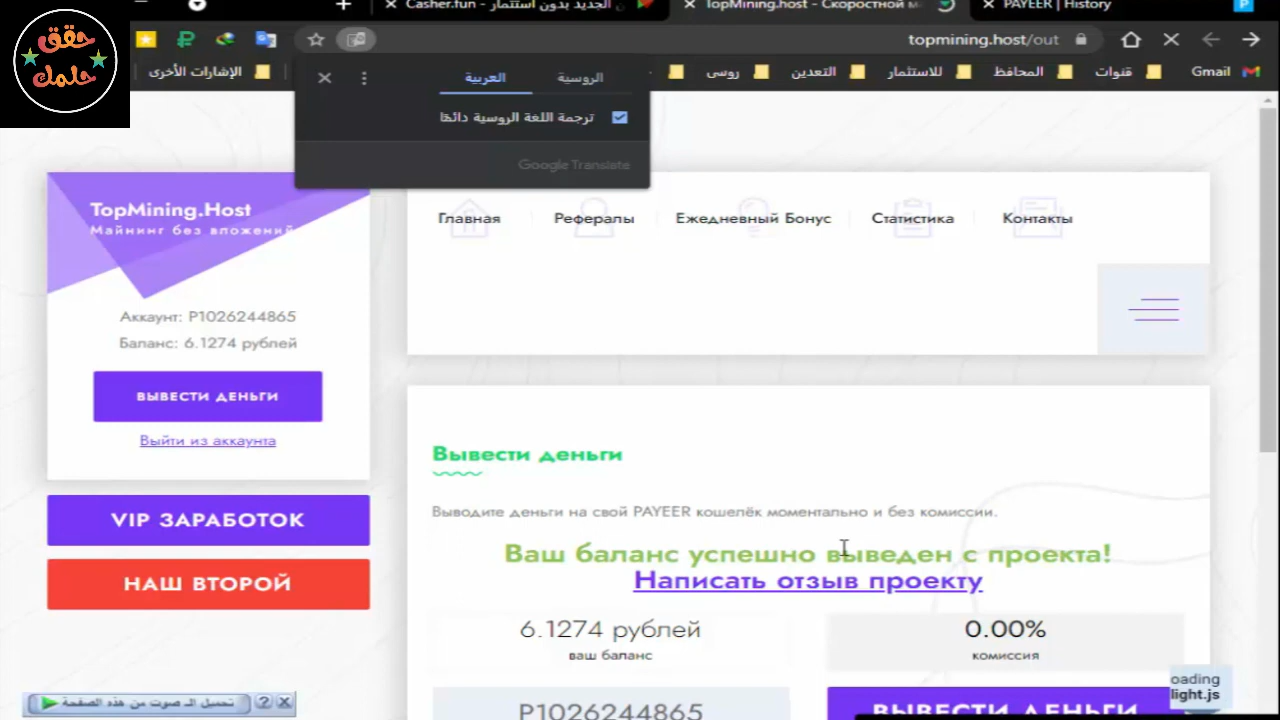 حقق
حلمك
Casher.fun - الجديد بدون استثمار
TopMining.host - Скоростной м
PAYEER | History
topmining.host/out
Gmail
قنوات
المحافظ
للاستثمار
التعدين
روسى
الإشارات الأخرى
العربية
الروسية
ترجمة اللغة الروسية دائمًا
Google Translate
TopMining.Host
Майнинг без вложений
Главная
Рефералы
Ежедневный Бонус
Статистика
Контакты
Аккаунт: P1026244865
Баланс: 6.1274 рублей
ВЫВЕСТИ ДЕНЬГИ
Выйти из аккаунта
VIP ЗАРАБОТОК
НАШ ВТОРОЙ
Вывести деньги
Выводите деньги на свой PAYEER кошелёк моментально и без комиссии.
Ваш баланс успешно выведен с проекта!
Написать отзыв проекту
6.1274 рублей
ваш баланс
0.00%
комиссия
P1026244865
ВЫВЕСТИ ДЕНЬГИ
oading
light.js
تحميل الـ صوت من هذه الصفحة